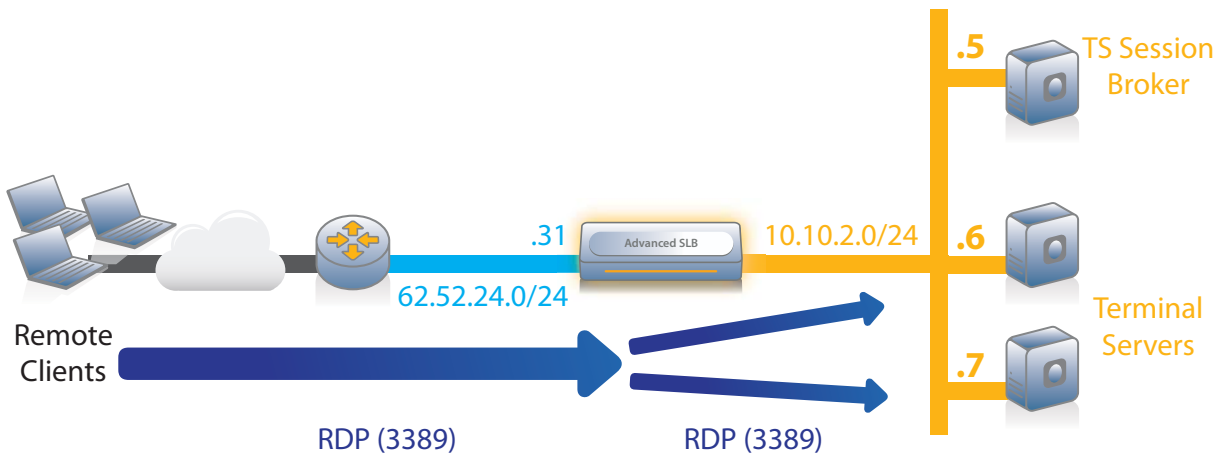 .5
TS Session
Broker
.31
Advanced SLB
10.10.2.0/24
.6
62.52.24.0/24
Remote
Clients
Terminal
Servers
.7
RDP (3389)
RDP (3389)